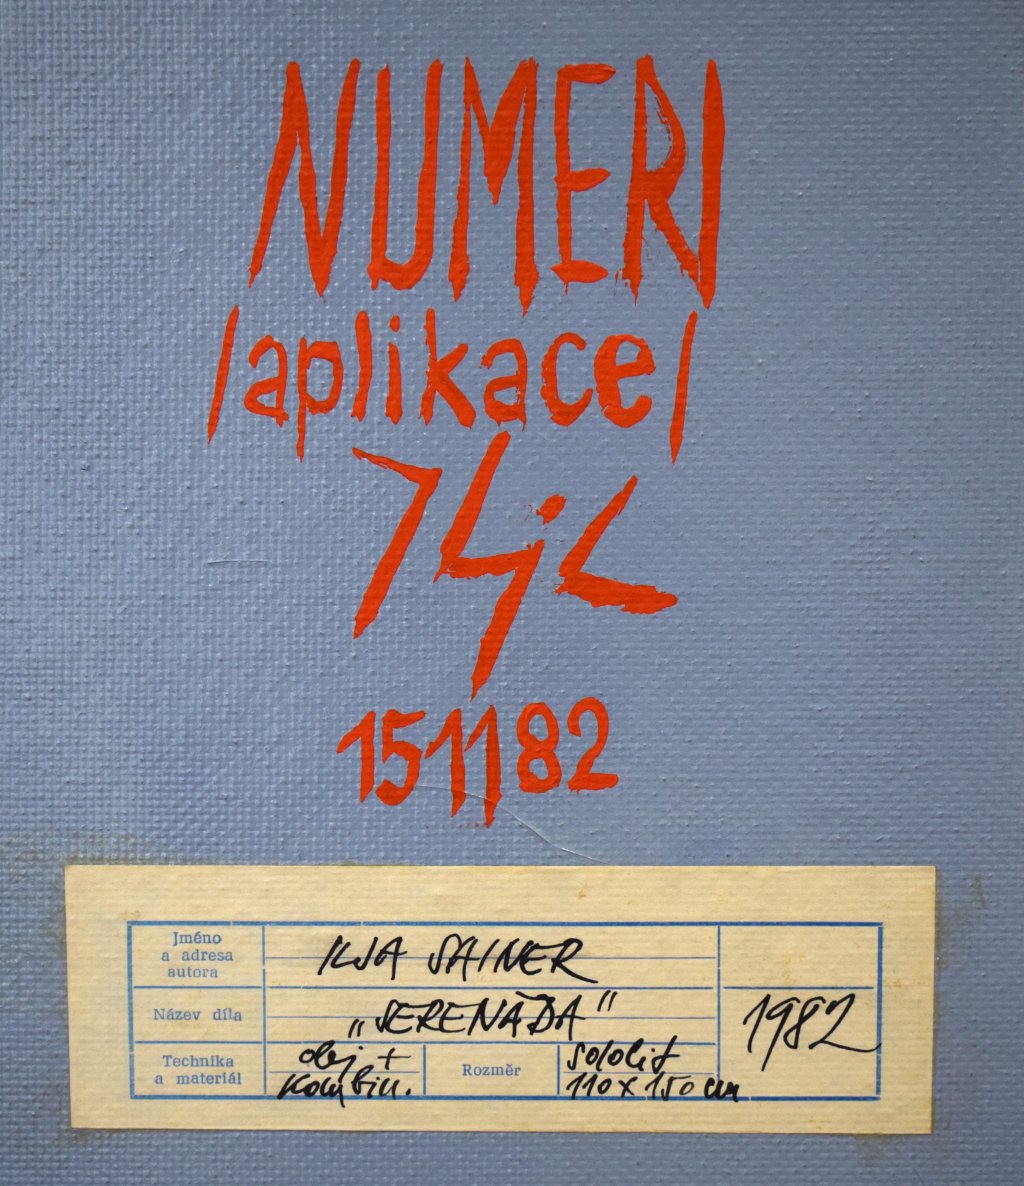 NUMERI
/aplikace/
151182
Jméno
a adresa
autora
ILJA SAINER
Název díla
„SERENÁDA"
1982
Technika
a materiál
olej +
kombin.
Rozměr
sololit
110 x 150 cm